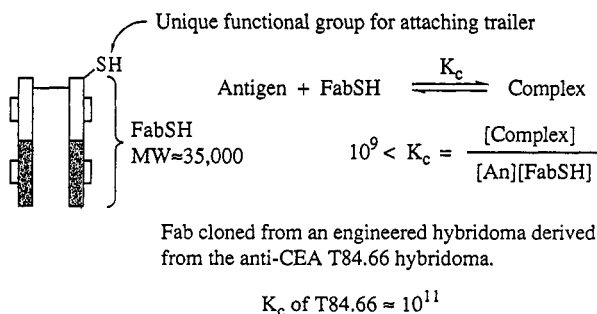 Unique functional group for attaching trailer
SH
FabSH
MW≈35,000
Antigen + FabSH ⇌ Complex
K_c
10^9 < K_c = [Complex] / [An][FabSH]
Fab cloned from an engineered hybridoma derived
from the anti-CEA T84.66 hybridoma.
K_c of T84.66 ≈ 10^11